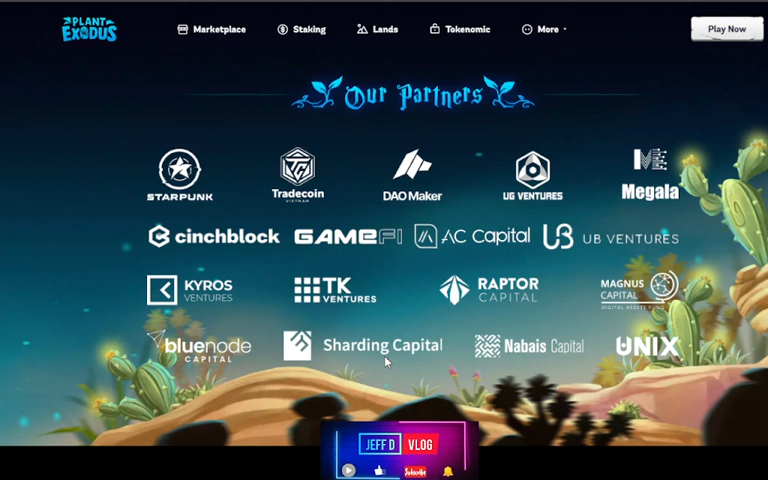 PLANT EXODUS
Marketplace Staking Lands Tokenomic More Play Now
Our Partners
STARPUNK Tradecoin VIETNAM DAO MAKER UG VENTURES ME Megala
cinchblock GAMEFI AC Capital UB VENTURES
KYROS VENTURES TK VENTURES RAPTOR CAPITAL MAGNUS CAPITAL DIGITAL ASSETS FUND
bluenode CAPITAL Sharding Capital Nabais Capital UNIX
JEFF D VLOG
Subscribe